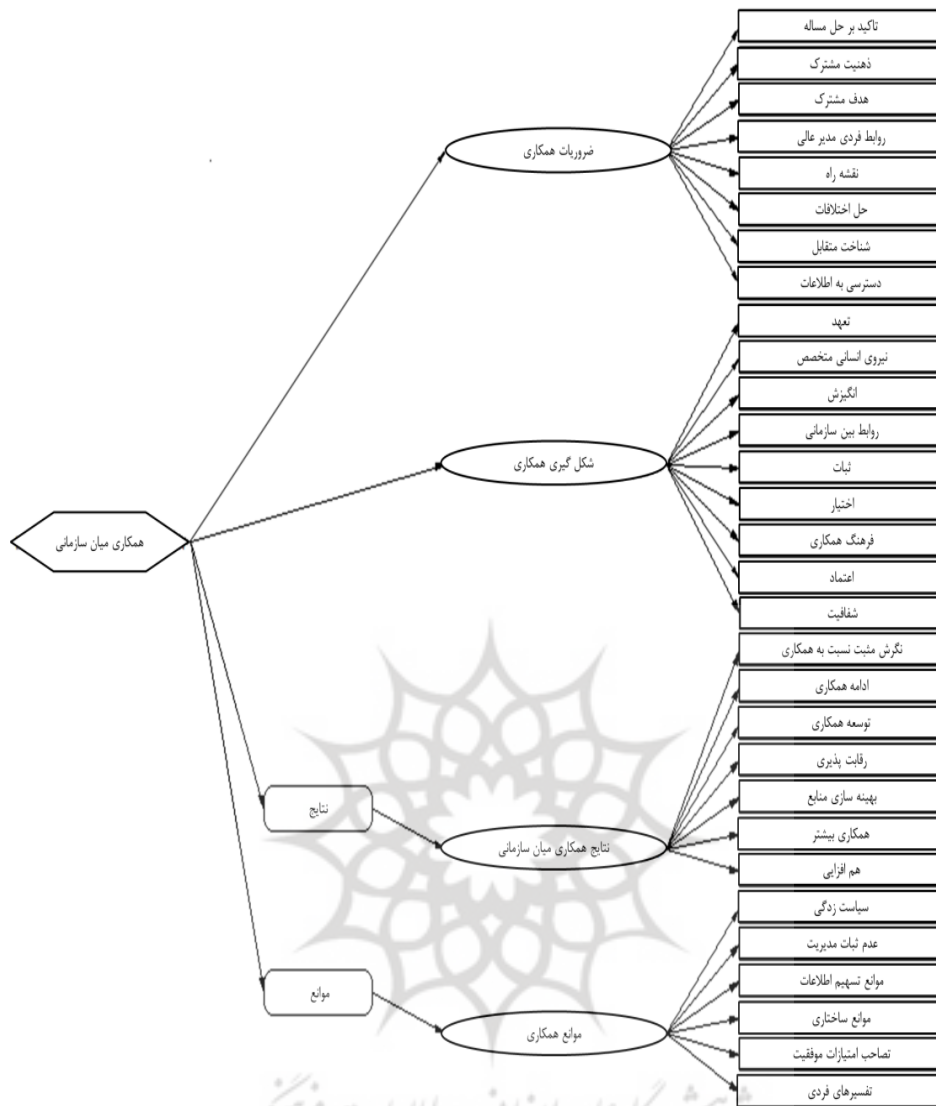 تاکید بر حل مساله
ذهنیت مشترک
هدف مشترک
روابط فردی مدیر عالی
نقشه راه
حل اختلافات
شناخت متقابل
دسترسی به اطلاعات
ضروریات همکاری
تعهد
نیروی انسانی متخصص
انگیزش
روابط بین سازمانی
ثبات
اختیار
فرهنگ همکاری
اعتماد
شفافیت
شکل گیری همکاری
همکاری میان سازمانی
نگرش مثبت نسبت به همکاری
ادامه همکاری
توسعه همکاری
رقابت پذیری
بهینه سازی منابع
همکاری بیشتر
هم افزایی
نتایج همکاری میان سازمانی
نتایج
سیاست زدگی
عدم ثبات مدیریت
موانع تسهیم اطلاعات
موانع ساختاری
تصاحب امتیازات موفقیت
تفسیرهای فردی
موانع همکاری
موانع